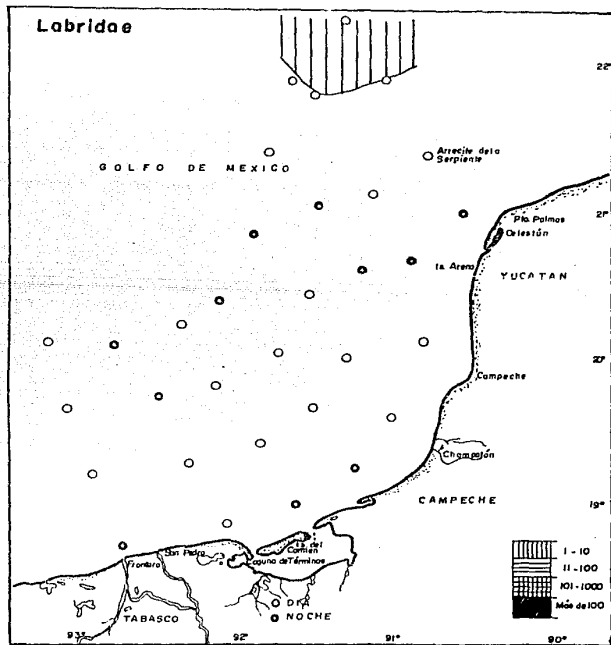 Labridae
22°
GOLFO DE MEXICO
Arrecife de la
Serpiente
21°
Pta. Palmas
Celestún
Is. Arena
YUCATAN
20°
Campeche
Champotón
CAMPECHE
19°
San Pedro
Frontera
Is. del
Carmen
Laguna de Términos
1 - 10
11 - 100
101 - 1000
Más de 100
DIA
NOCHE
TABASCO
93°
92°
91°
90°